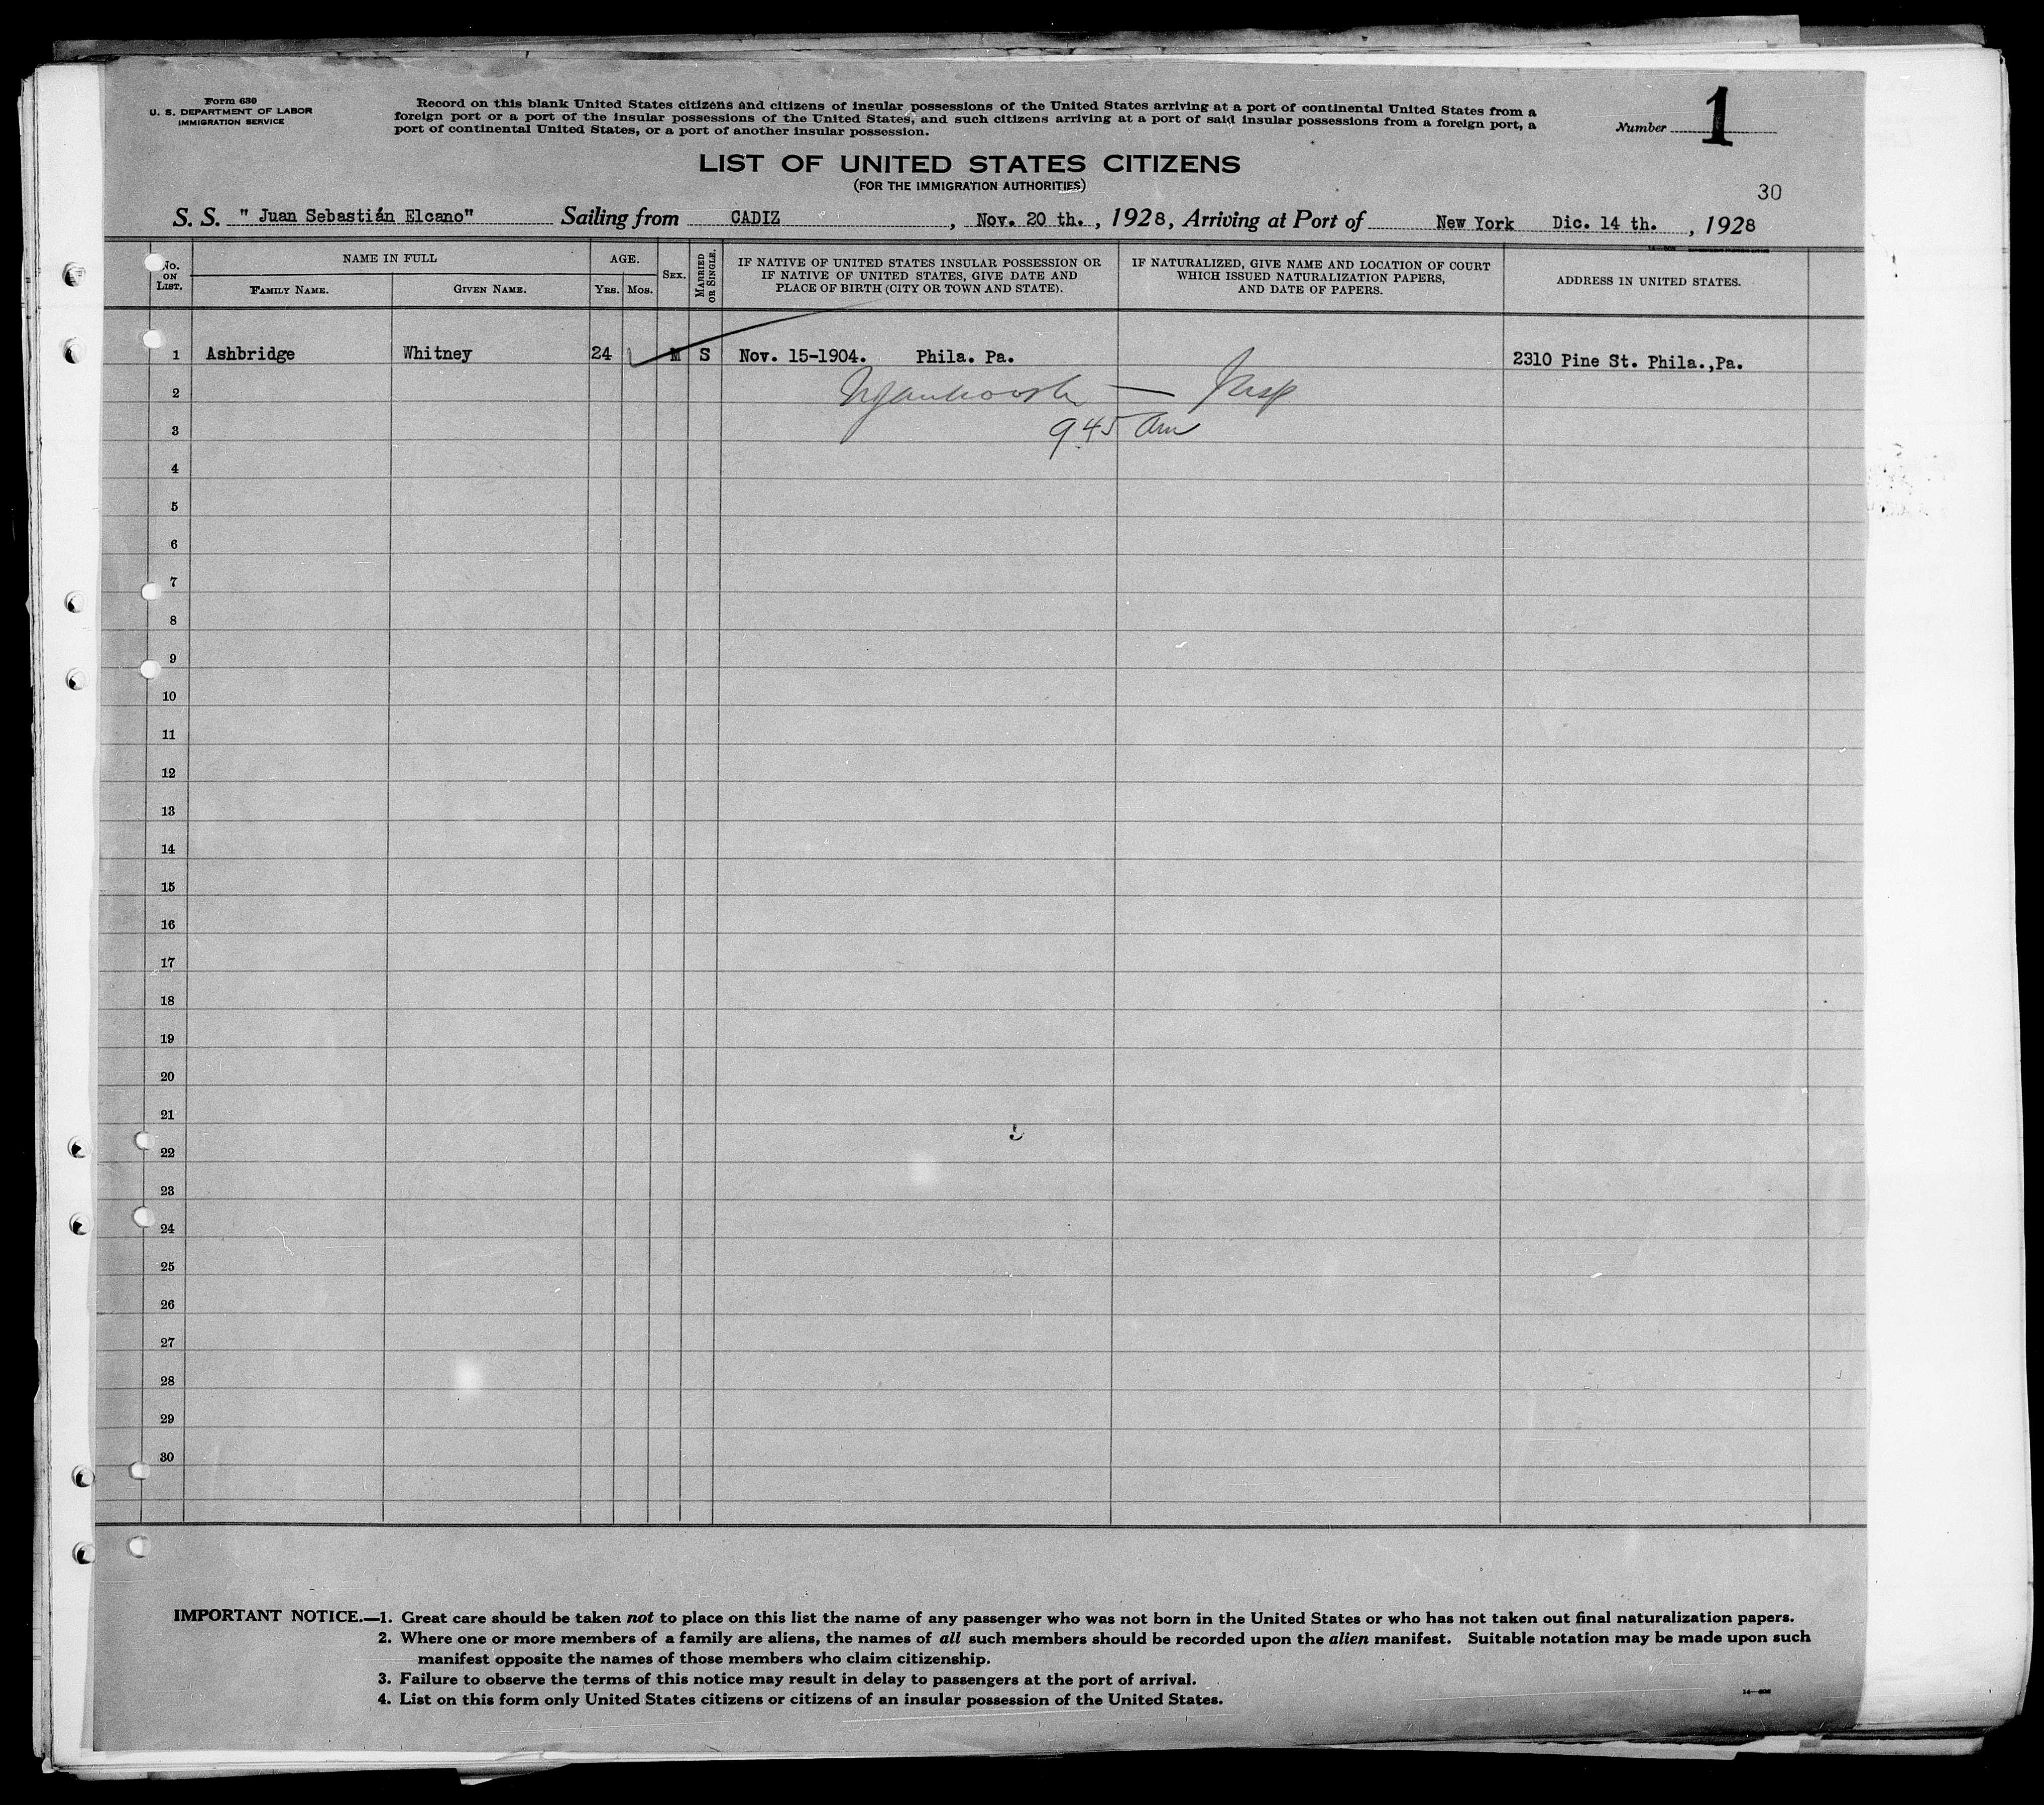 Form 630
U. S. DEPARTMENT OF LABOR
IMMIGRATION SERVICE
Record on this blank United States citizens and citizens of insular possessions of the United States arriving at a port of continental United States from a
foreign port or a port of the insular possessions of the United States, and such citizens arriving at a port of said insular possessions from a foreign port, a
port of continental United States, or a port of another insular possession.
Number 1
LIST OF UNITED STATES CITIZENS
(FOR THE IMMIGRATION AUTHORITIES)
30
S. S. " Juan Sebastián Elcano" Sailing from CADIZ, Nov. 20 th., 1928, Arriving at Port of New York Dic. 14 th., 1928
No. ON LIST. NAME IN FULL FAMILY NAME. GIVEN NAME. AGE. YRS. MOS. SEX. MARRIED OR SINGLE. IF NATIVE OF UNITED STATES INSULAR POSSESSION OR IF NATIVE OF UNITED STATES, GIVE DATE AND PLACE OF BIRTH (CITY OR TOWN AND STATE). IF NATURALIZED, GIVE NAME AND LOCATION OF COURT WHICH ISSUED NATURALIZATION PAPERS, AND DATE OF PAPERS. ADDRESS IN UNITED STATES.
1 Ashbridge Whitney 24 M S Nov. 15-1904. Phila. Pa. 2310 Pine St. Phila.,Pa.
2 Insp
3 945 Am
4
5
6
7
8
9
10
11
12
13
14
15
16
17
18
19
20
21
22
23
24
25
26
27
28
29
30
IMPORTANT NOTICE.—1. Great care should be taken not to place on this list the name of any passenger who was not born in the United States or who has not taken out final naturalization papers.
2. Where one or more members of a family are aliens, the names of all such members should be recorded upon the alien manifest. Suitable notation may be made upon such
manifest opposite the names of those members who claim citizenship.
3. Failure to observe the terms of this notice may result in delay to passengers at the port of arrival.
4. List on this form only United States citizens or citizens of an insular possession of the United States.